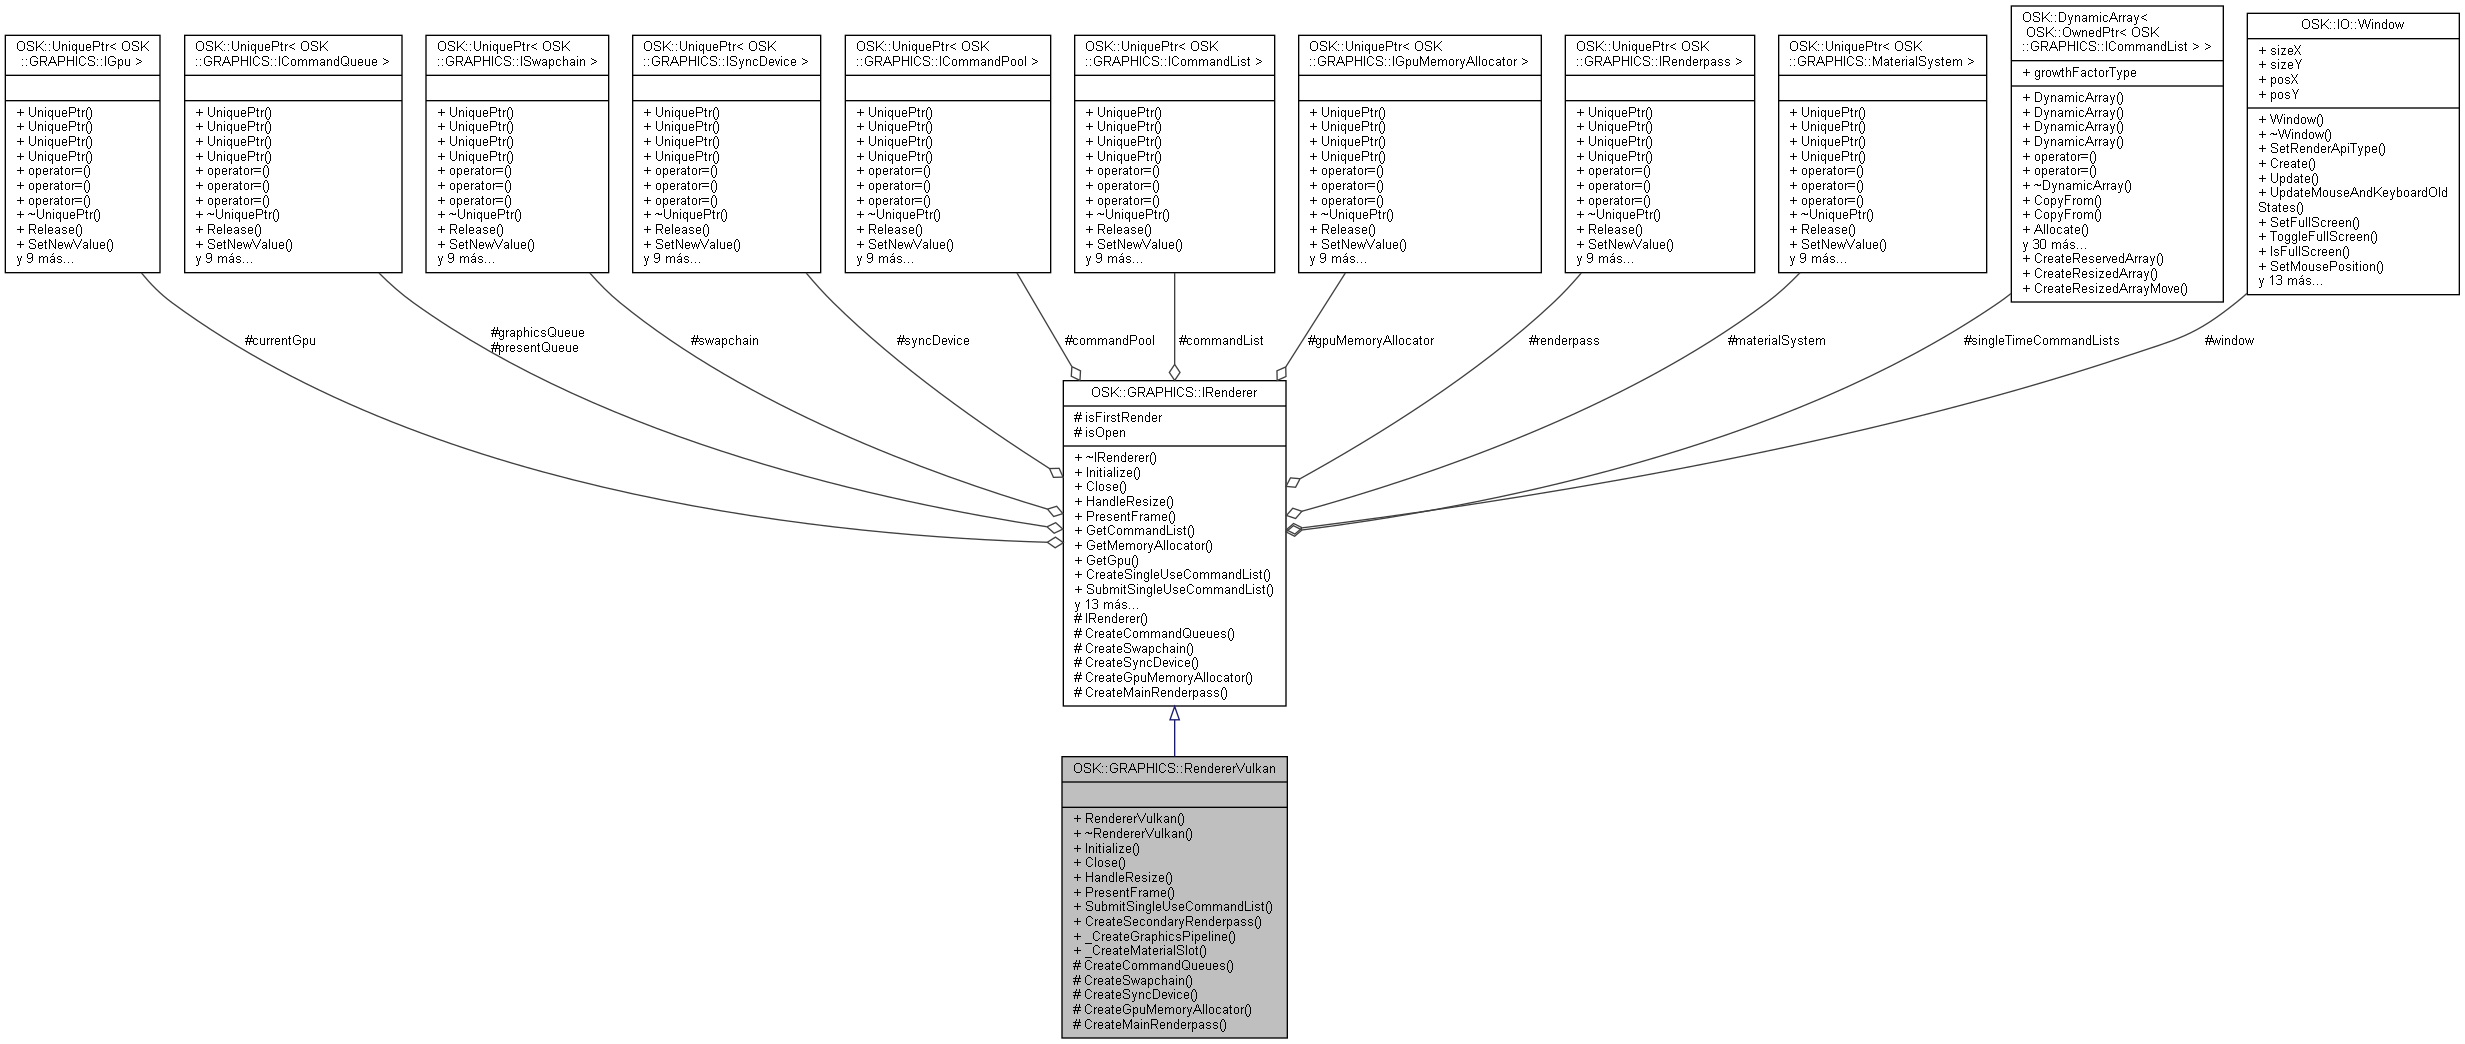 OSK::UniquePtr< OSK
::GRAPHICS::IGpu >
+ UniquePtr()
+ UniquePtr()
+ UniquePtr()
+ UniquePtr()
+ operator=()
+ operator=()
+ operator=()
+ ~UniquePtr()
+ Release()
+ SetNewValue()
y 9 más...
OSK::UniquePtr< OSK
::GRAPHICS::ICommandQueue >
+ UniquePtr()
+ UniquePtr()
+ UniquePtr()
+ UniquePtr()
+ operator=()
+ operator=()
+ operator=()
+ ~UniquePtr()
+ Release()
+ SetNewValue()
y 9 más...
OSK::UniquePtr< OSK
::GRAPHICS::ISwapchain >
+ UniquePtr()
+ UniquePtr()
+ UniquePtr()
+ UniquePtr()
+ operator=()
+ operator=()
+ operator=()
+ ~UniquePtr()
+ Release()
+ SetNewValue()
y 9 más...
OSK::UniquePtr< OSK
::GRAPHICS::ISyncDevice >
+ UniquePtr()
+ UniquePtr()
+ UniquePtr()
+ UniquePtr()
+ operator=()
+ operator=()
+ operator=()
+ ~UniquePtr()
+ Release()
+ SetNewValue()
y 9 más...
OSK::UniquePtr< OSK
::GRAPHICS::ICommandPool >
+ UniquePtr()
+ UniquePtr()
+ UniquePtr()
+ UniquePtr()
+ operator=()
+ operator=()
+ operator=()
+ ~UniquePtr()
+ Release()
+ SetNewValue()
y 9 más...
OSK::UniquePtr< OSK
::GRAPHICS::ICommandList >
+ UniquePtr()
+ UniquePtr()
+ UniquePtr()
+ UniquePtr()
+ operator=()
+ operator=()
+ operator=()
+ ~UniquePtr()
+ Release()
+ SetNewValue()
y 9 más...
OSK::UniquePtr< OSK
::GRAPHICS::IGpuMemoryAllocator >
+ UniquePtr()
+ UniquePtr()
+ UniquePtr()
+ UniquePtr()
+ operator=()
+ operator=()
+ operator=()
+ ~UniquePtr()
+ Release()
+ SetNewValue()
y 9 más...
OSK::UniquePtr< OSK
::GRAPHICS::IRenderpass >
+ UniquePtr()
+ UniquePtr()
+ UniquePtr()
+ UniquePtr()
+ operator=()
+ operator=()
+ operator=()
+ ~UniquePtr()
+ Release()
+ SetNewValue()
y 9 más...
OSK::UniquePtr< OSK
::GRAPHICS::MaterialSystem >
+ UniquePtr()
+ UniquePtr()
+ UniquePtr()
+ UniquePtr()
+ operator=()
+ operator=()
+ operator=()
+ ~UniquePtr()
+ Release()
+ SetNewValue()
y 9 más...
OSK::DynamicArray<
OSK::OwnedPtr< OSK
::GRAPHICS::ICommandList > >
+ growthFactorType
+ DynamicArray()
+ DynamicArray()
+ DynamicArray()
+ DynamicArray()
+ operator=()
+ operator=()
+ ~DynamicArray()
+ CopyFrom()
+ CopyFrom()
+ Allocate()
y 30 más...
+ CreateReservedArray()
+ CreateResizedArray()
+ CreateResizedArrayMove()
OSK::IO::Window
+ sizeX
+ sizeY
+ posX
+ posY
+ Window()
+ ~Window()
+ SetRenderApiType()
+ Create()
+ Update()
+ UpdateMouseAndKeyboardOld
States()
+ SetFullScreen()
+ ToggleFullScreen()
+ IsFullScreen()
+ SetMousePosition()
y 13 más...
#currentGpu
#graphicsQueue
#presentQueue
#swapchain
#syncDevice
#commandPool
#commandList
#gpuMemoryAllocator
#renderpass
#materialSystem
#singleTimeCommandLists
#window
OSK::GRAPHICS::IRenderer
# isFirstRender
# isOpen
+ ~IRenderer()
+ Initialize()
+ Close()
+ HandleResize()
+ PresentFrame()
+ GetCommandList()
+ GetMemoryAllocator()
+ GetGpu()
+ CreateSingleUseCommandList()
+ SubmitSingleUseCommandList()
y 13 más...
# IRenderer()
# CreateCommandQueues()
# CreateSwapchain()
# CreateSyncDevice()
# CreateGpuMemoryAllocator()
# CreateMainRenderpass()
OSK::GRAPHICS::RendererVulkan
+ RendererVulkan()
+ ~RendererVulkan()
+ Initialize()
+ Close()
+ HandleResize()
+ PresentFrame()
+ SubmitSingleUseCommandList()
+ CreateSecondaryRenderpass()
+ _CreateGraphicsPipeline()
+ _CreateMaterialSlot()
# CreateCommandQueues()
# CreateSwapchain()
# CreateSyncDevice()
# CreateGpuMemoryAllocator()
# CreateMainRenderpass()